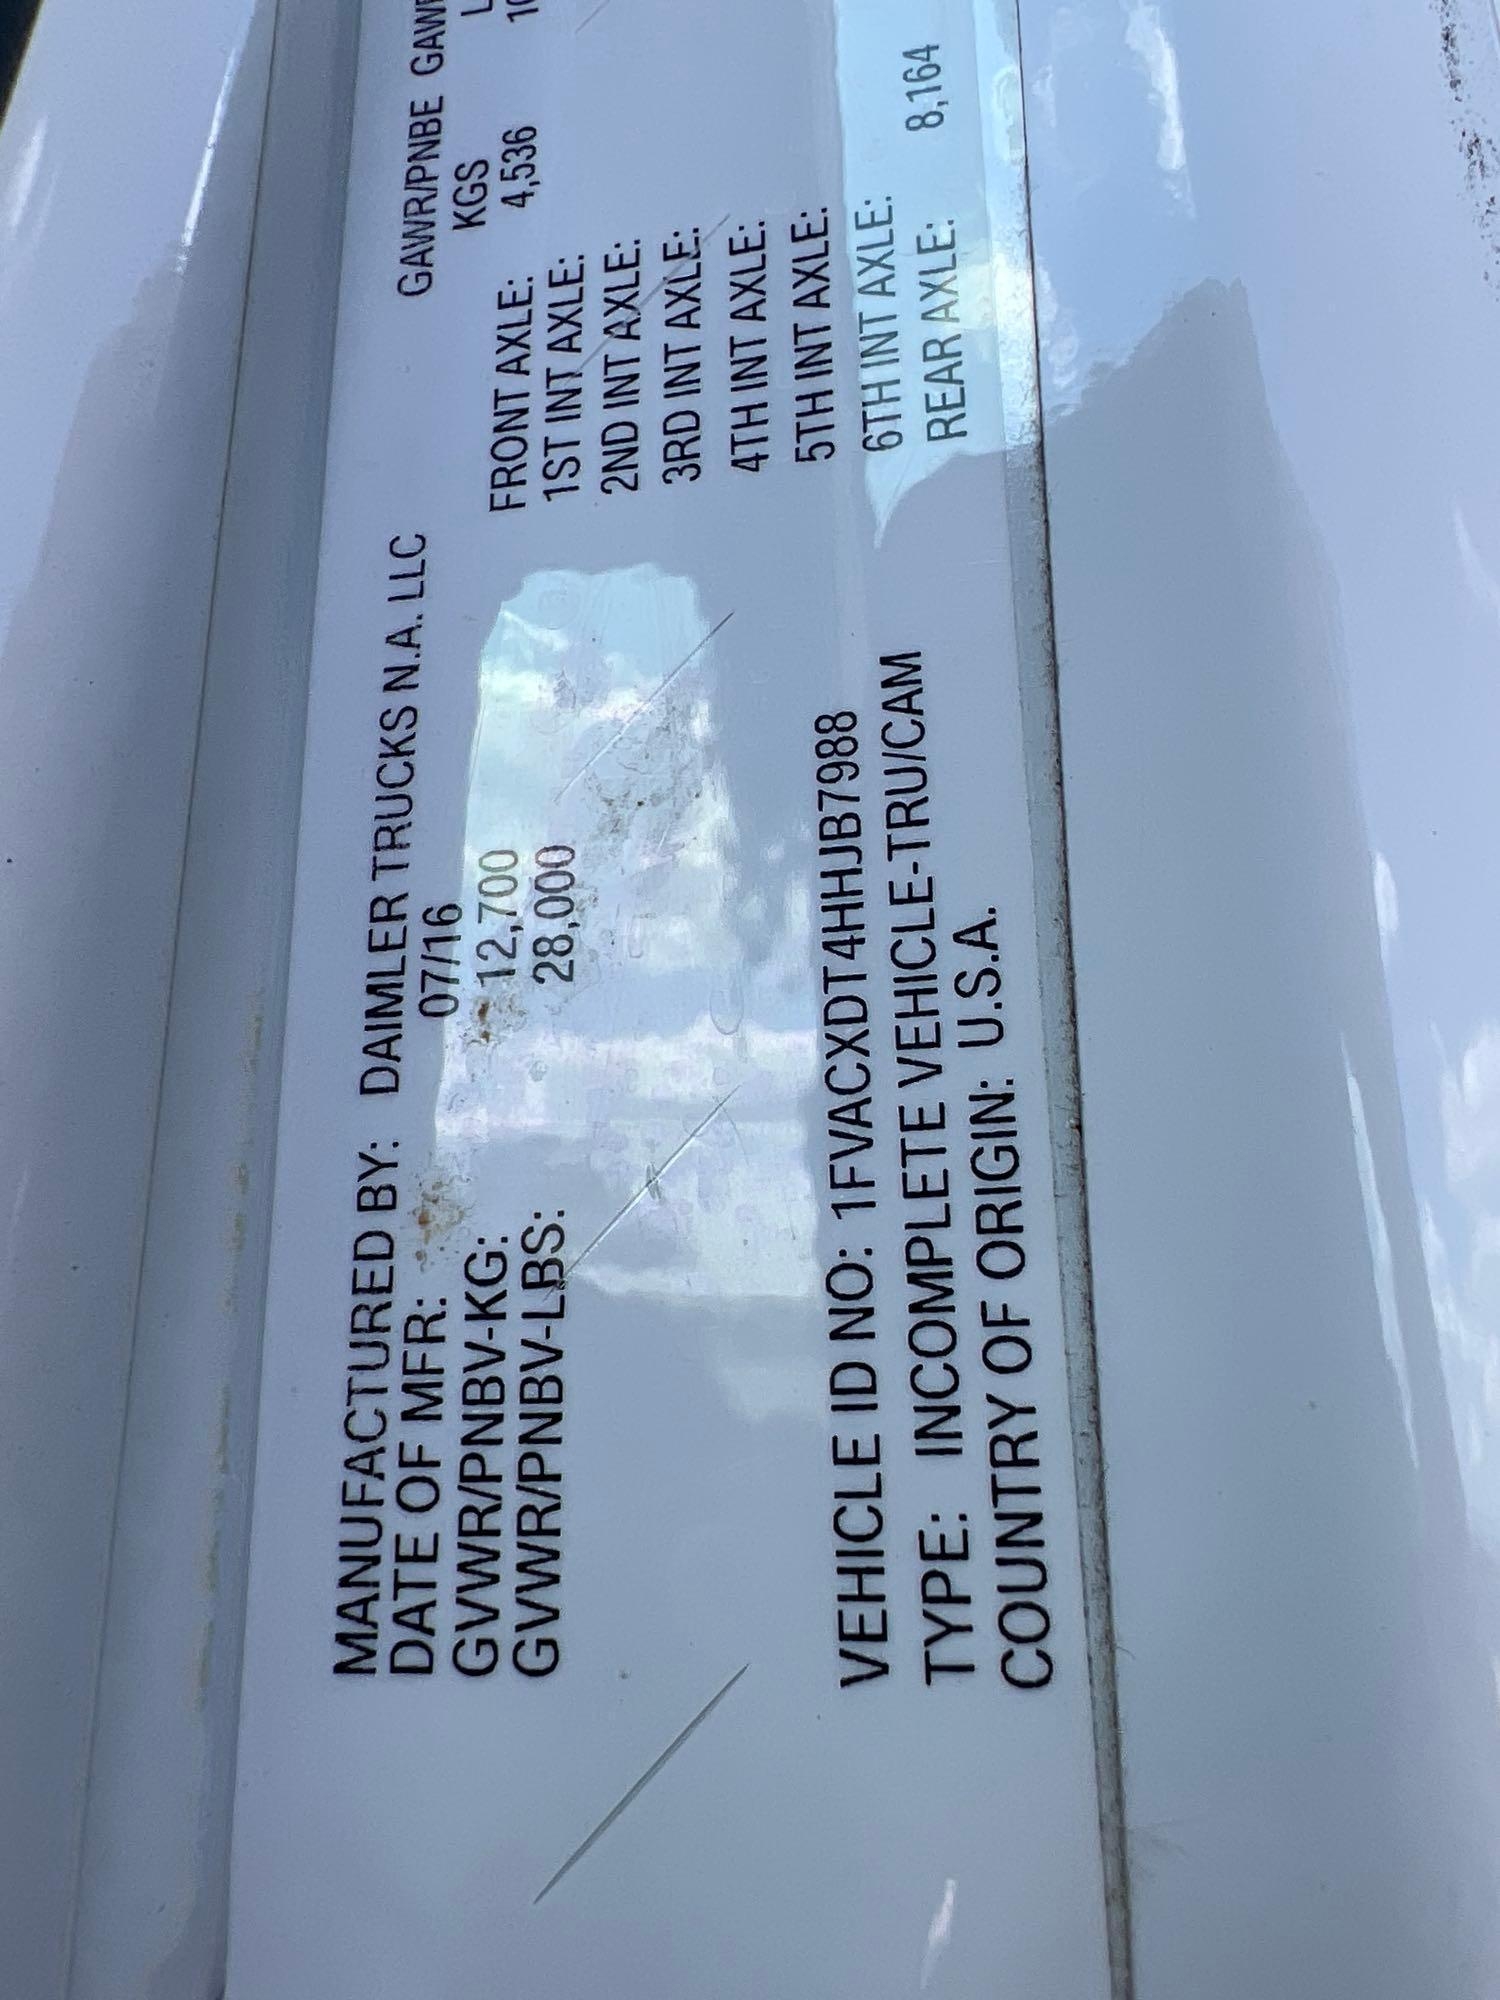 MANUFACTURED BY: DAIMLER TRUCKS N.A. LLC
DATE OF MFR: 07/16
GVWR/PNBV-KG: 12,700
GVWR/PNBV-LBS: 28,000
VEHICLE ID NO: 1FVACXDT4HHJB7988
TYPE: INCOMPLETE VEHICLE-TRU/CAM
COUNTRY OF ORIGIN: U.S.A.
GAWR/PNBE
KGS
FRONT AXLE: 4,536
1ST INT AXLE:
2ND INT AXLE:
3RD INT AXLE:
4TH INT AXLE:
5TH INT AXLE:
6TH INT AXLE:
REAR AXLE: 8,164